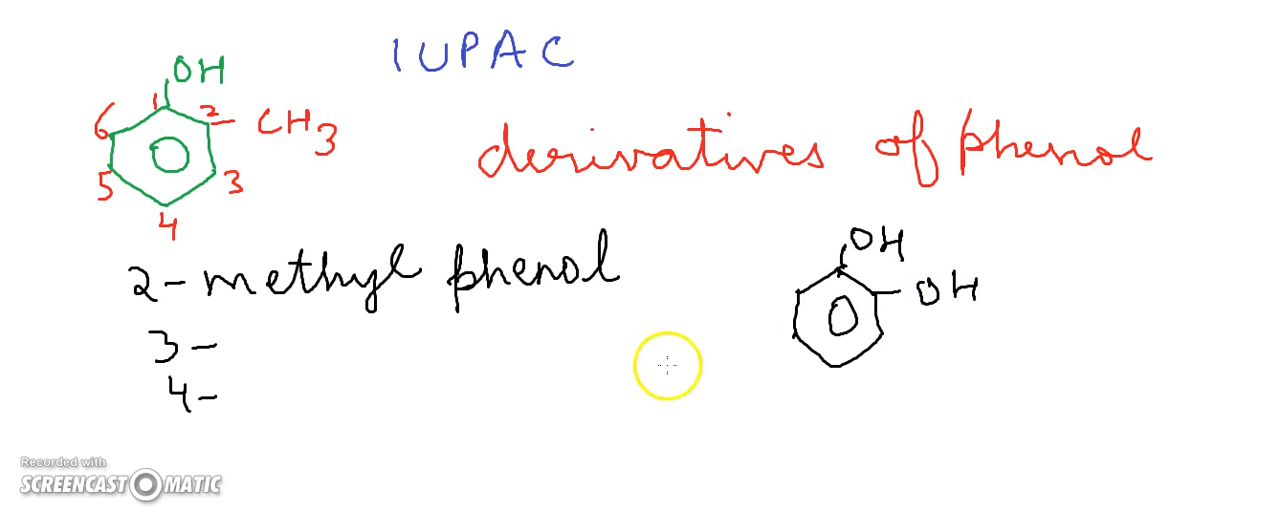 IUPAC
OH
1
2
CH3
3
4
5
6
derivatives of phenol
2-methyl phenol
3-
4-
OH
OH
Recorded with
SCREENCAST MATIC